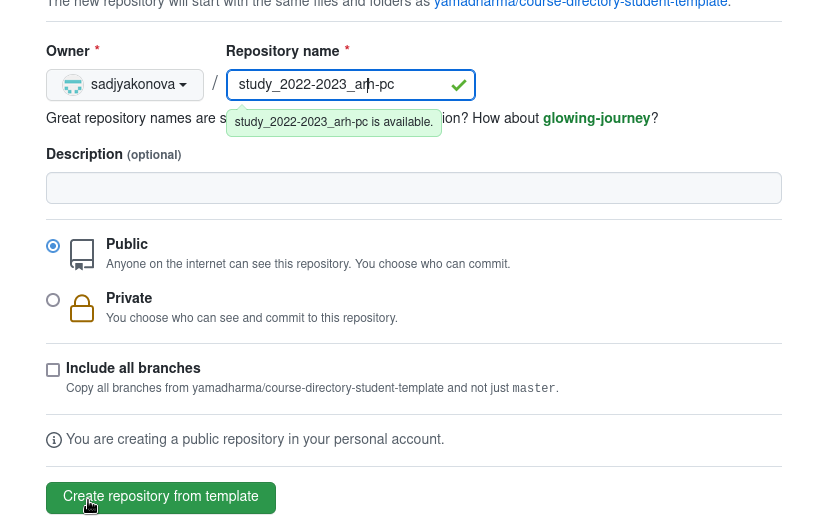 The new repository will start with the same files and folders as yamadharma/course-directory-student-template.
Owner * Repository name *
sadjyakonova / study_2022-2023_arh-pc
Great repository names are s ion? How about glowing-journey?
study_2022-2023_arh-pc is available.
Description (optional)
Public
Anyone on the internet can see this repository. You choose who can commit.
Private
You choose who can see and commit to this repository.
Include all branches
Copy all branches from yamadharma/course-directory-student-template and not just master.
You are creating a public repository in your personal account.
Create repository from template